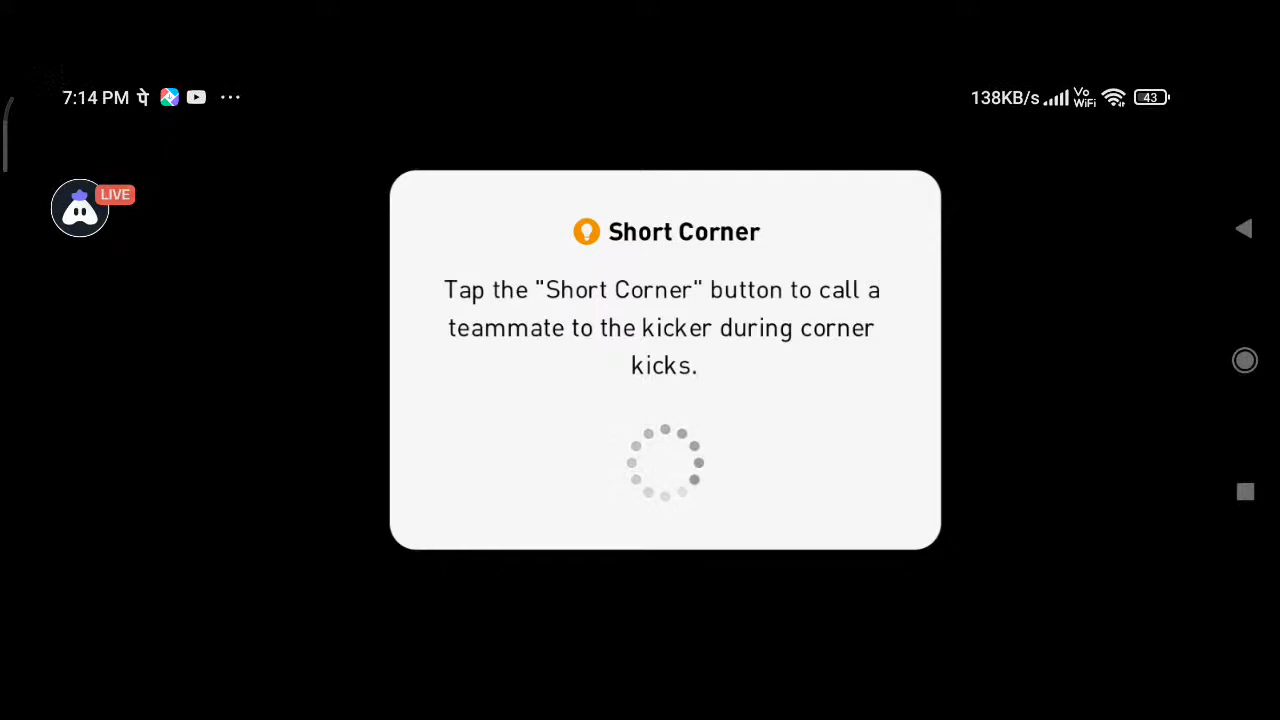 7:14 PM पे ... 138KB/s Vo WiFi 43
LIVE
Short Corner
Tap the "Short Corner" button to call a
teammate to the kicker during corner
kicks.